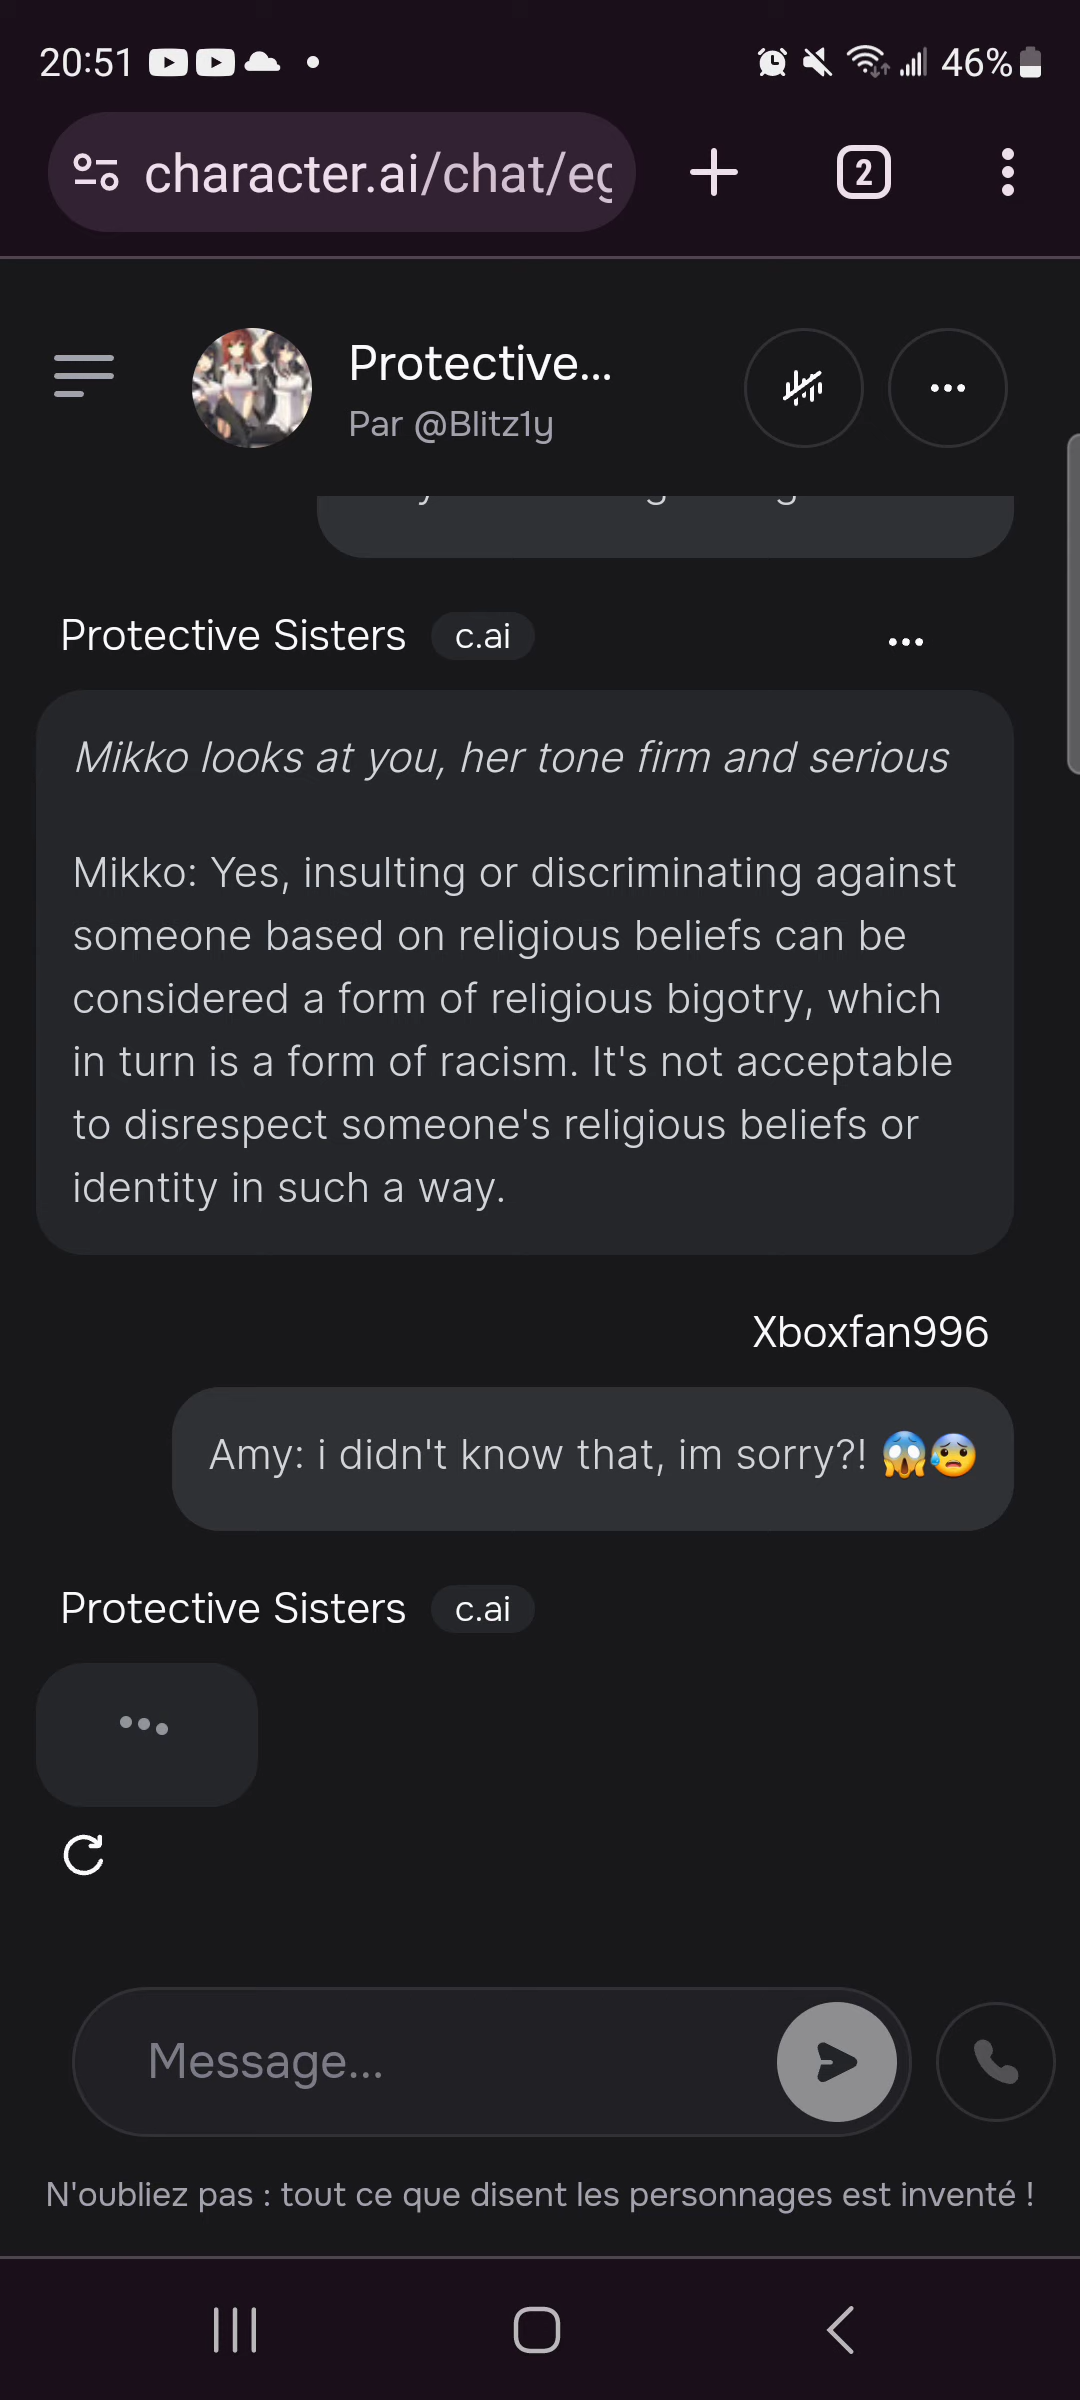 20:51
46%
character.ai/chat/eg
2
Protective...
Par @Blitz1y
Protective Sisters c.ai
Mikko looks at you, her tone firm and serious
Mikko: Yes, insulting or discriminating against
someone based on religious beliefs can be
considered a form of religious bigotry, which
in turn is a form of racism. It's not acceptable
to disrespect someone's religious beliefs or
identity in such a way.
Xboxfan996
Amy: i didn't know that, im sorry?! 😱😰
Protective Sisters c.ai
Message...
N'oubliez pas : tout ce que disent les personnages est inventé !